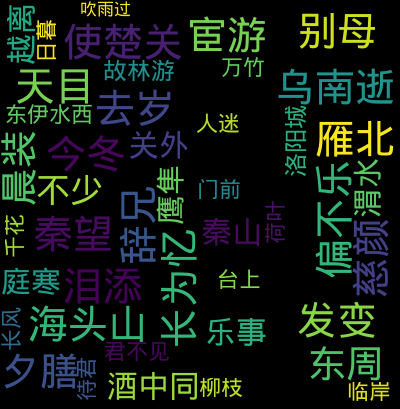 吹雨过
越离
日暮
使楚关
宦游
别母
故林游
万竹
天目
乌南逝
去岁
东伊水西
人迷
洛阳城
雁北
关外
今冬
晨装
不少
渭水
鹰隼
门前
偏不乐
辞兄
千花
秦望
秦山
荷叶
慈颜
长为忆
庭寒
泪添
台上
长风
海头山
乐事
发变
君不见
夕膳
待君
酒中同
柳枝
东周
临岸